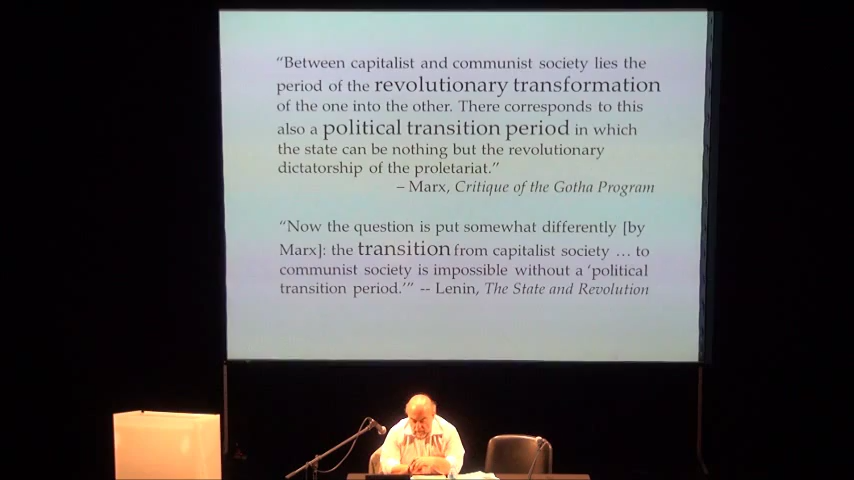 “Between capitalist and communist society lies the
period of the revolutionary transformation
of the one into the other. There corresponds to this
also a political transition period in which
the state can be nothing but the revolutionary
dictatorship of the proletariat.”
– Marx, Critique of the Gotha Program
“Now the question is put somewhat differently [by
Marx]: the transition from capitalist society … to
communist society is impossible without a ‘political
transition period.’” -- Lenin, The State and Revolution